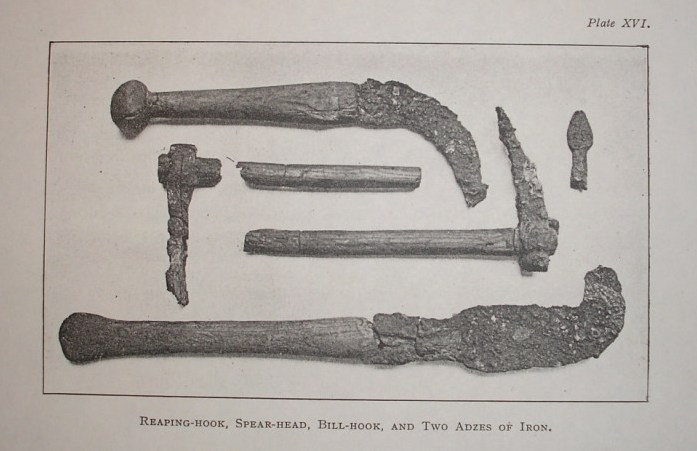 Plate XVI.
Reaping-hook, Spear-head, Bill-hook, and Two Adzes of Iron.